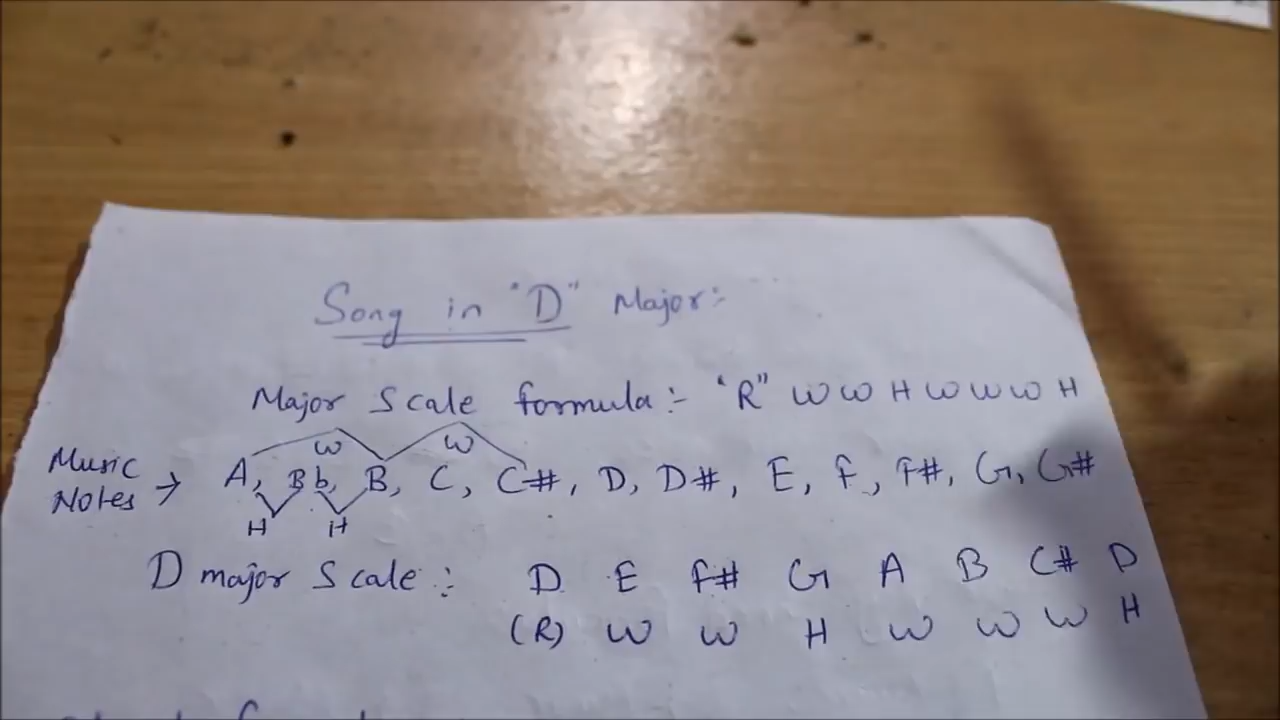 Song in "D" Major:-
Major Scale formula:- "R" W W H W W W H
W W
Music Notes → A, Bb, B, C, C#, D, D#, E, F, F#, G, G#
H H
D major Scale :- D E F# G A B C# D
(R) W W H W W W H